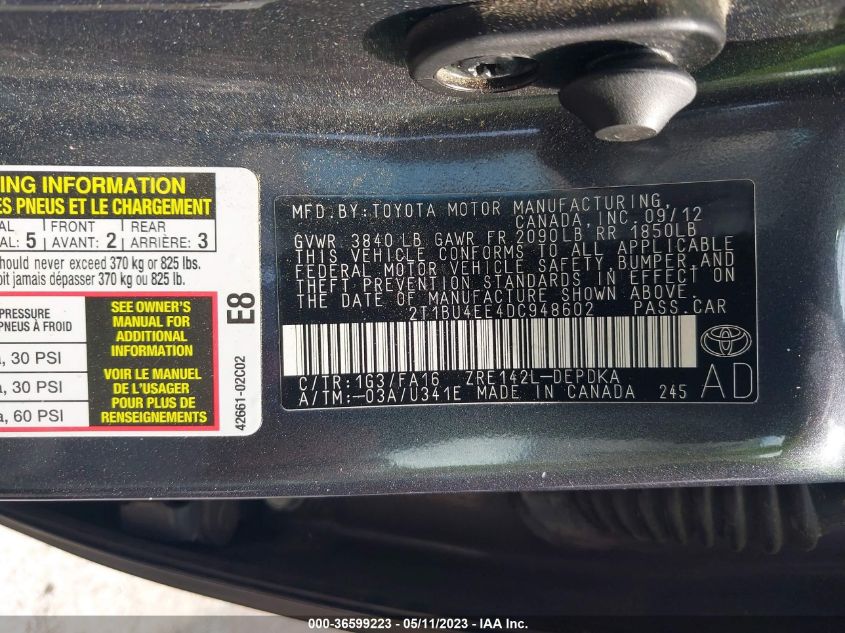 ING INFORMATION
ES PNEUS ET LE CHARGEMENT
AL FRONT REAR
AL: 5 AVANT: 2 ARRIÈRE: 3
hould never exceed 370 kg or 825 lbs.
oit jamais dépasser 370 kg ou 825 lb.
PRESSURE
PNEU À FROID
a, 30 PSI
a, 30 PSI
a, 60 PSI
SEE OWNER'S
MANUAL FOR
ADDITIONAL
INFORMATION
VOIR LE MANUEL
DE L'USAGER
POUR PLUS DE
RENSEIGNEMENTS
E8
42661-02C02
MFD. BY: TOYOTA MOTOR MANUFACTURING,
CANADA, INC. 09/12
GVWR 3840 LB GAWR FR 2090LB RR 1850LB
THIS VEHICLE CONFORMS TO ALL APPLICABLE
FEDERAL MOTOR VEHICLE SAFETY, BUMPER, AND
THEFT PREVENTION STANDARDS IN EFFECT ON
THE DATE OF MANUFACTURE SHOWN ABOVE.
2T1BU4EE4DC948602 PASS. CAR
C/TR: 1G3/FA16 ZRE142L-DEPDKA
A/TM: -03A/U341E MADE IN CANADA 245
AD
000-36599223 - 05/11/2023 - IAA Inc.